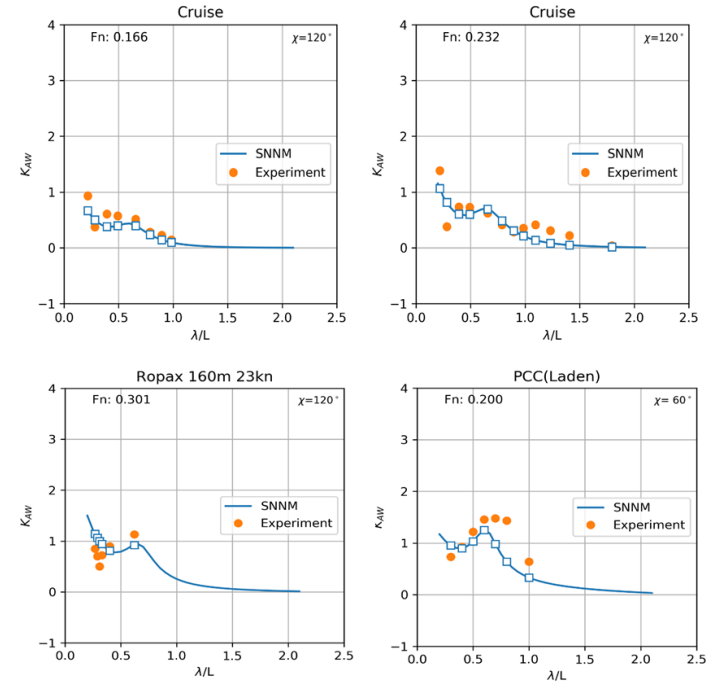 Cruise
Fn: 0.166
χ=120°
SNNM
Experiment
K_AW
4
3
2
1
0
−1
0.0 0.5 1.0 1.5 2.0 2.5
λ/L
Cruise
Fn: 0.232
χ=120°
SNNM
Experiment
K_AW
4
3
2
1
0
−1
0.0 0.5 1.0 1.5 2.0 2.5
λ/L
Ropax 160m 23kn
Fn: 0.301
χ=120°
SNNM
Experiment
K_AW
4
3
2
1
0
−1
0.0 0.5 1.0 1.5 2.0 2.5
λ/L
PCC(Laden)
Fn: 0.200
χ= 60°
SNNM
Experiment
K_AW
4
3
2
1
0
−1
0.0 0.5 1.0 1.5 2.0 2.5
λ/L